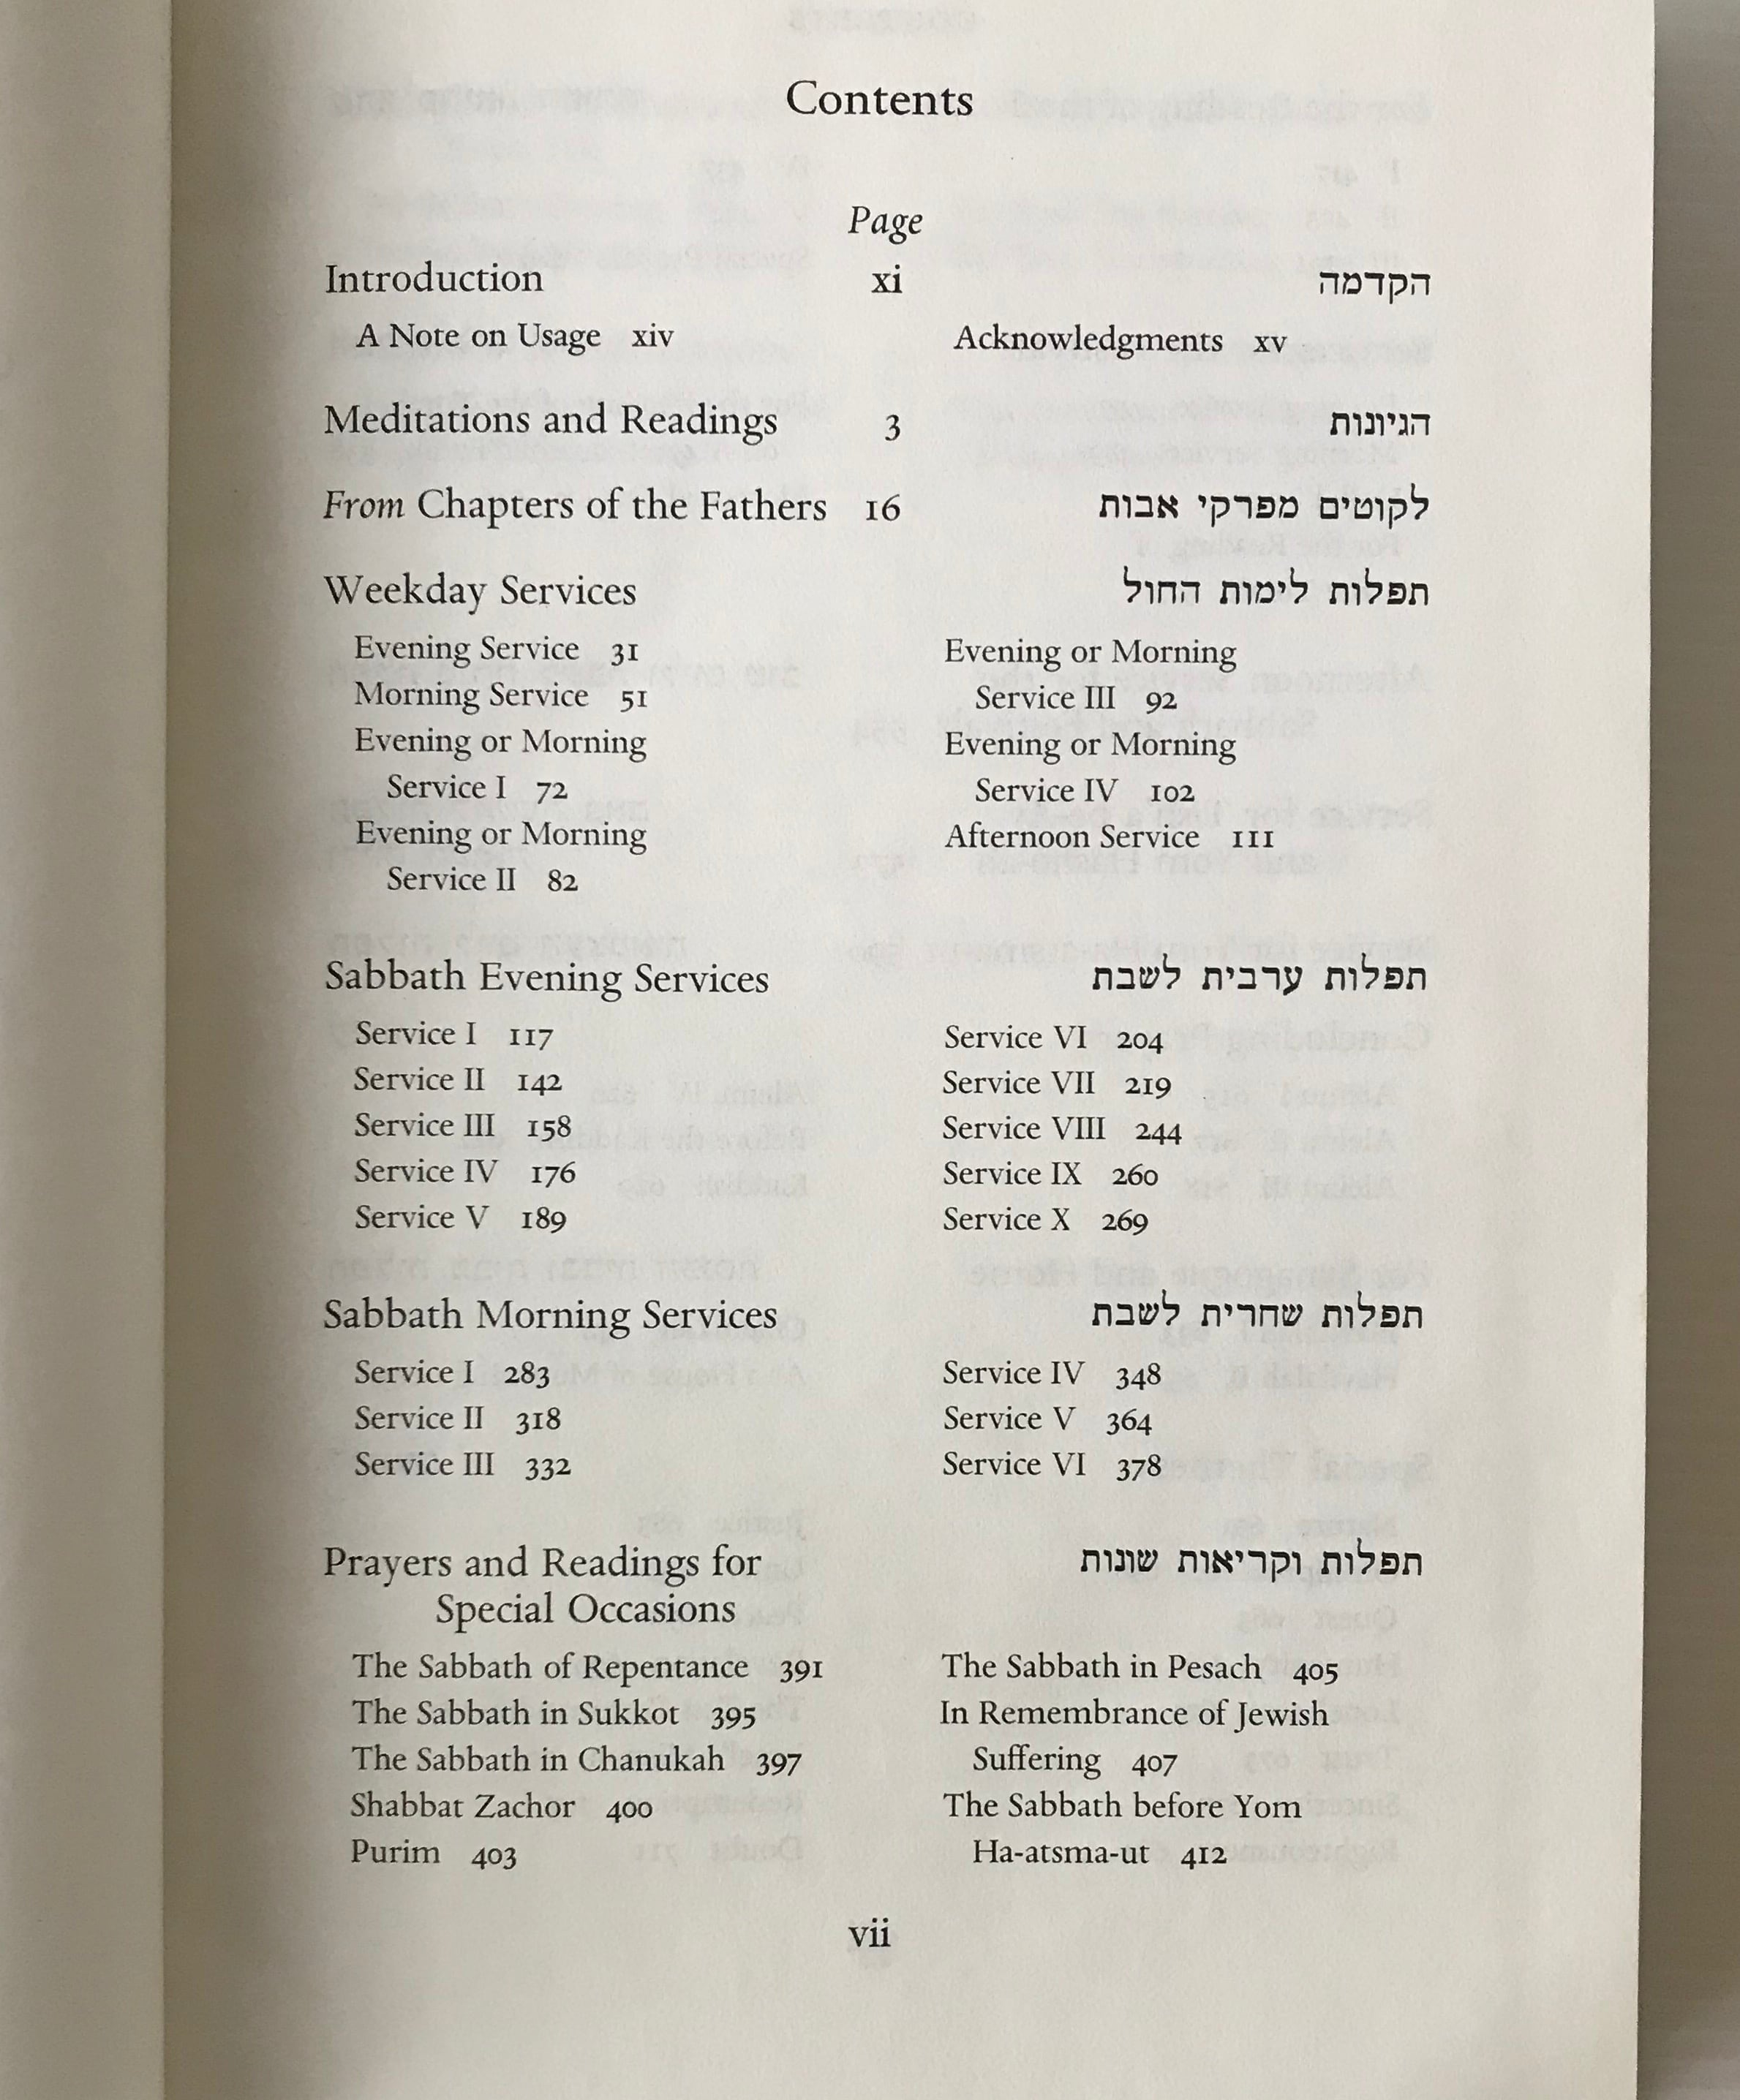 Contents
Page
Introduction xi הקדמה
A Note on Usage xiv Acknowledgments xv
Meditations and Readings 3 הגיונות
From Chapters of the Fathers 16 לקוטים מפרקי אבות
Weekday Services תפלות לימות החול
Evening Service 31
Morning Service 51
Evening or Morning
Service I 72
Evening or Morning
Service II 82
Evening or Morning
Service III 92
Evening or Morning
Service IV 102
Afternoon Service 111
Sabbath Evening Services תפלות ערבית לשבת
Service I 117
Service II 142
Service III 158
Service IV 176
Service V 189
Service VI 204
Service VII 219
Service VIII 244
Service IX 260
Service X 269
Sabbath Morning Services תפלות שחרית לשבת
Service I 283
Service II 318
Service III 332
Service IV 348
Service V 364
Service VI 378
Prayers and Readings for תפלות וקריאות שונות
Special Occasions
The Sabbath of Repentance 391
The Sabbath in Sukkot 395
The Sabbath in Chanukah 397
Shabbat Zachor 400
Purim 403
The Sabbath in Pesach 405
In Remembrance of Jewish
Suffering 407
The Sabbath before Yom
Ha-atsma-ut 412
vii